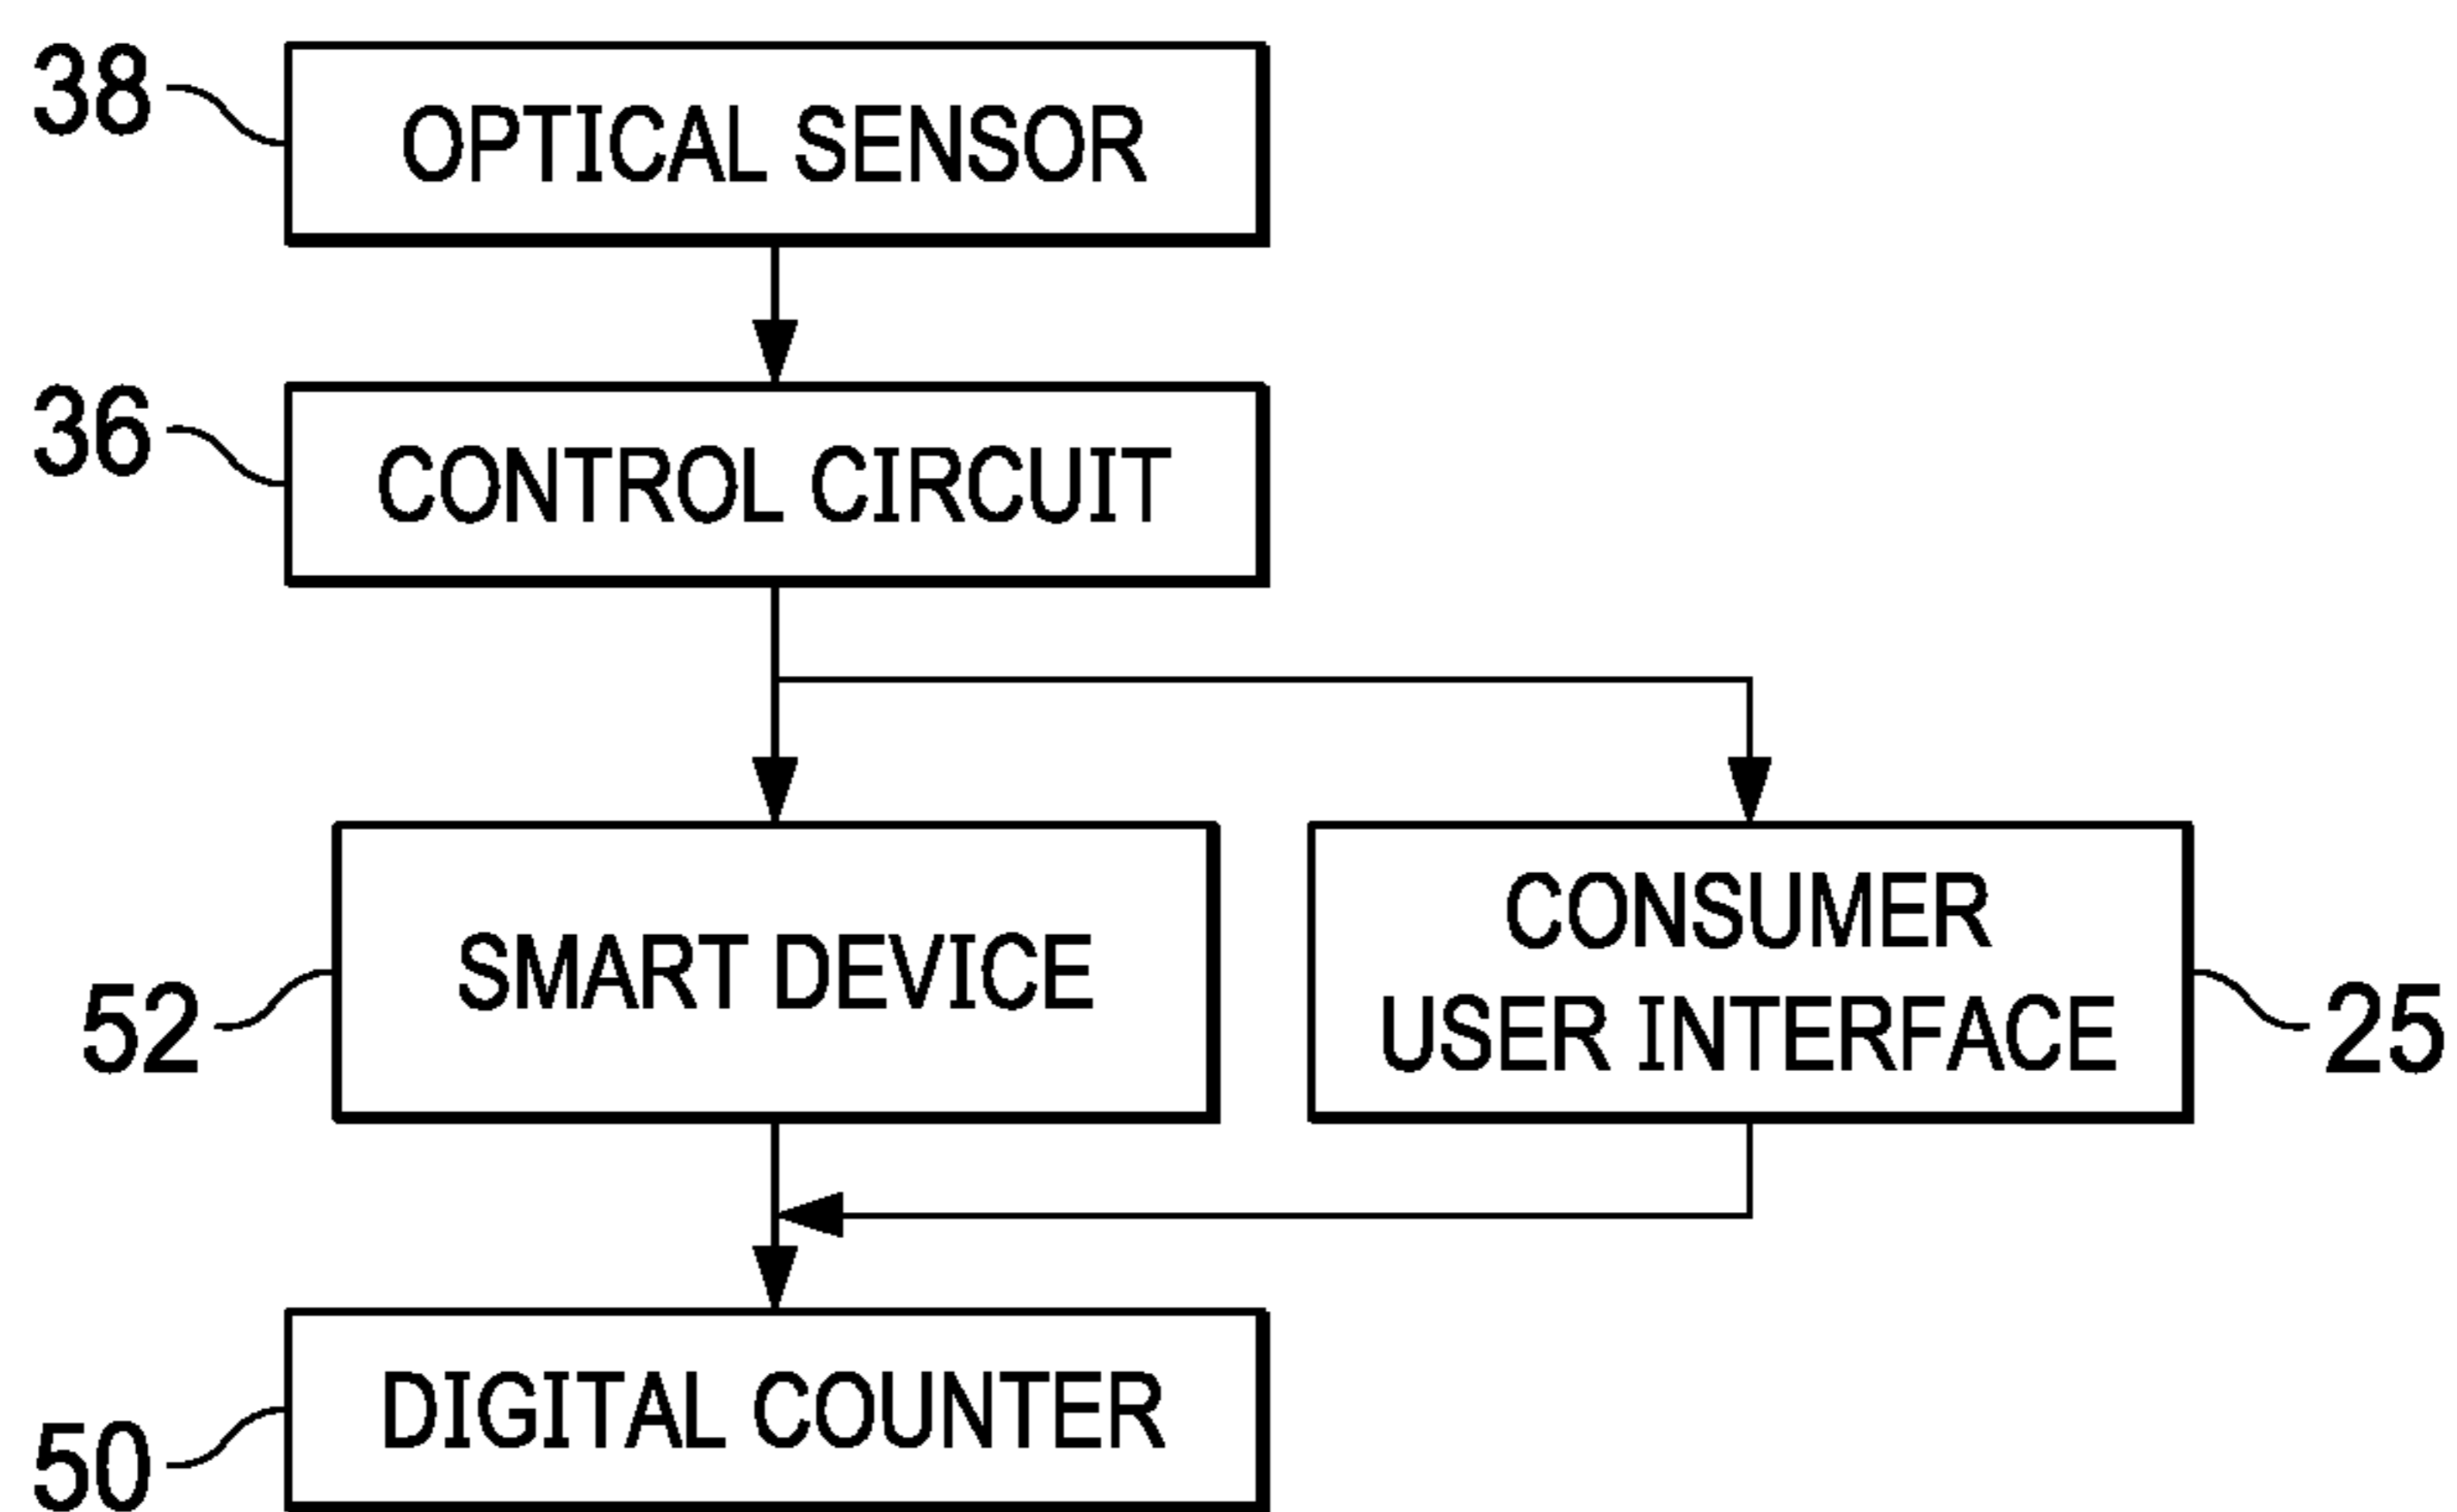 38
OPTICAL SENSOR
36
CONTROL CIRCUIT
52
SMART DEVICE
CONSUMER
USER INTERFACE
25
50
DIGITAL COUNTER